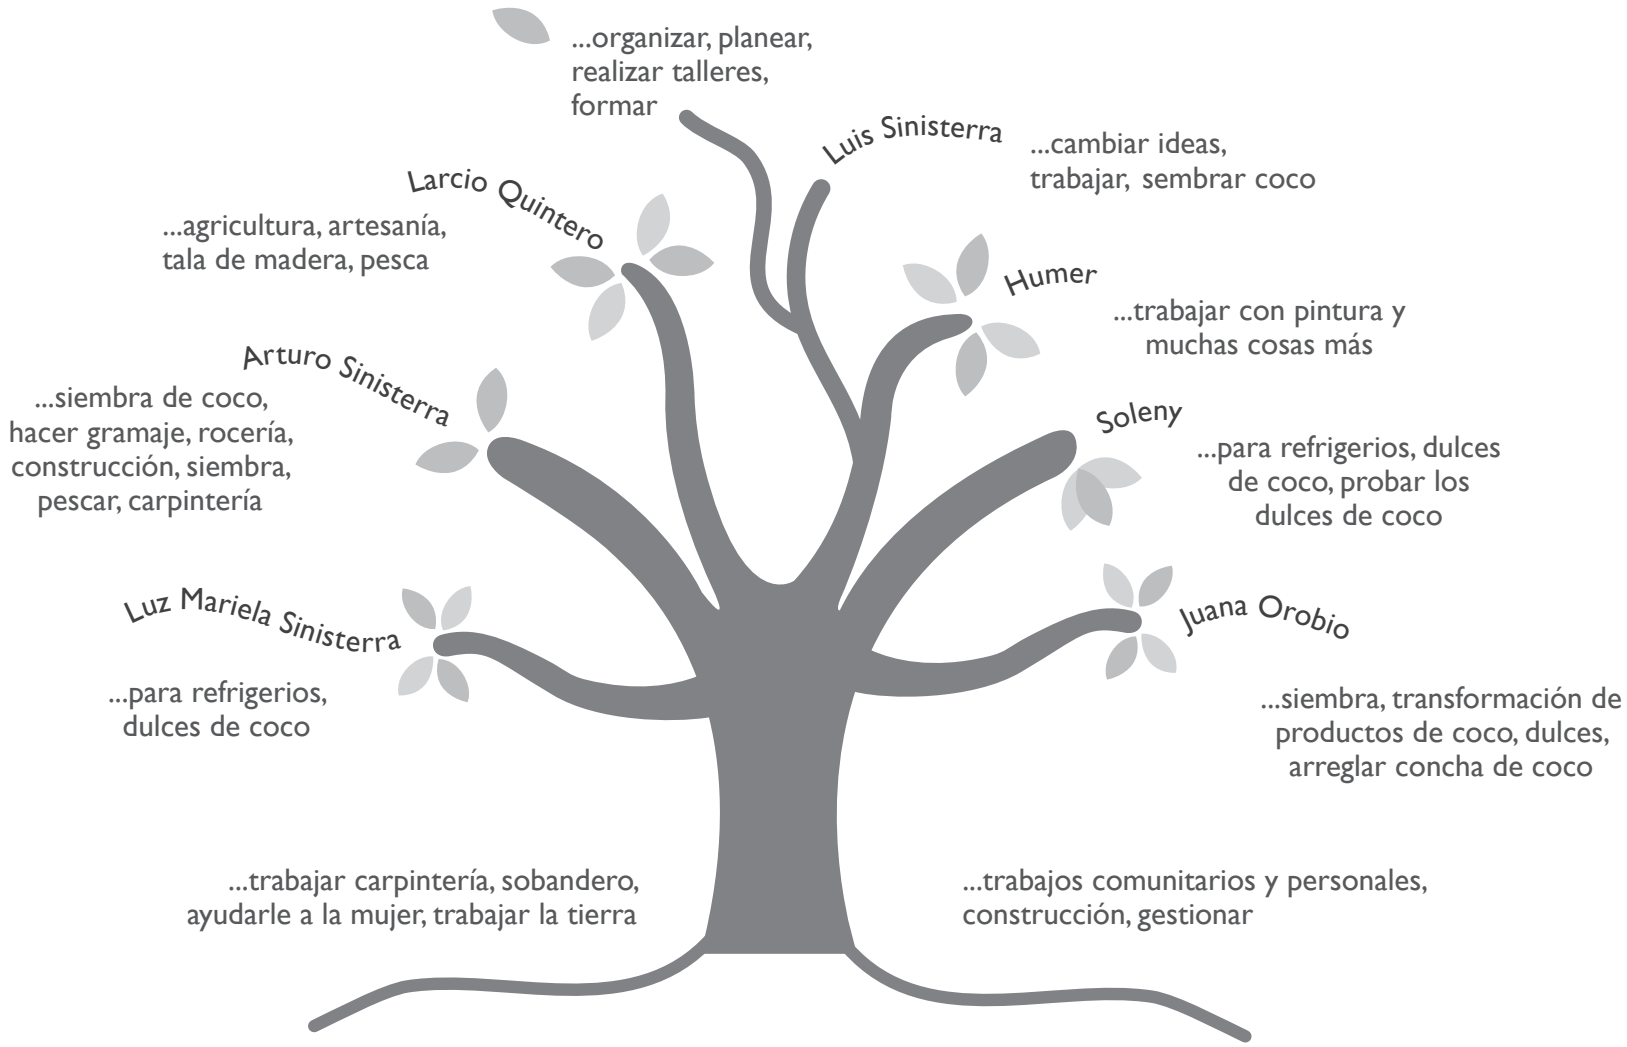 ...organizar, planear,
realizar talleres,
formar
Luis Sinisterra
...cambiar ideas,
trabajar, sembrar coco
Larcio Quintero
...agricultura, artesanía,
tala de madera, pesca
Humer
...trabajar con pintura y
muchas cosas más
Arturo Sinisterra
...siembra de coco,
hacer gramaje, rocería,
construcción, siembra,
pescar, carpintería
Soleny
...para refrigerios, dulces
de coco, probar los
dulces de coco
Luz Mariela Sinisterra
...para refrigerios,
dulces de coco
Juana Orobio
...siembra, transformación de
productos de coco, dulces,
arreglar concha de coco
...trabajar carpintería, sobandero,
ayudarle a la mujer, trabajar la tierra
...trabajos comunitarios y personales,
construcción, gestionar